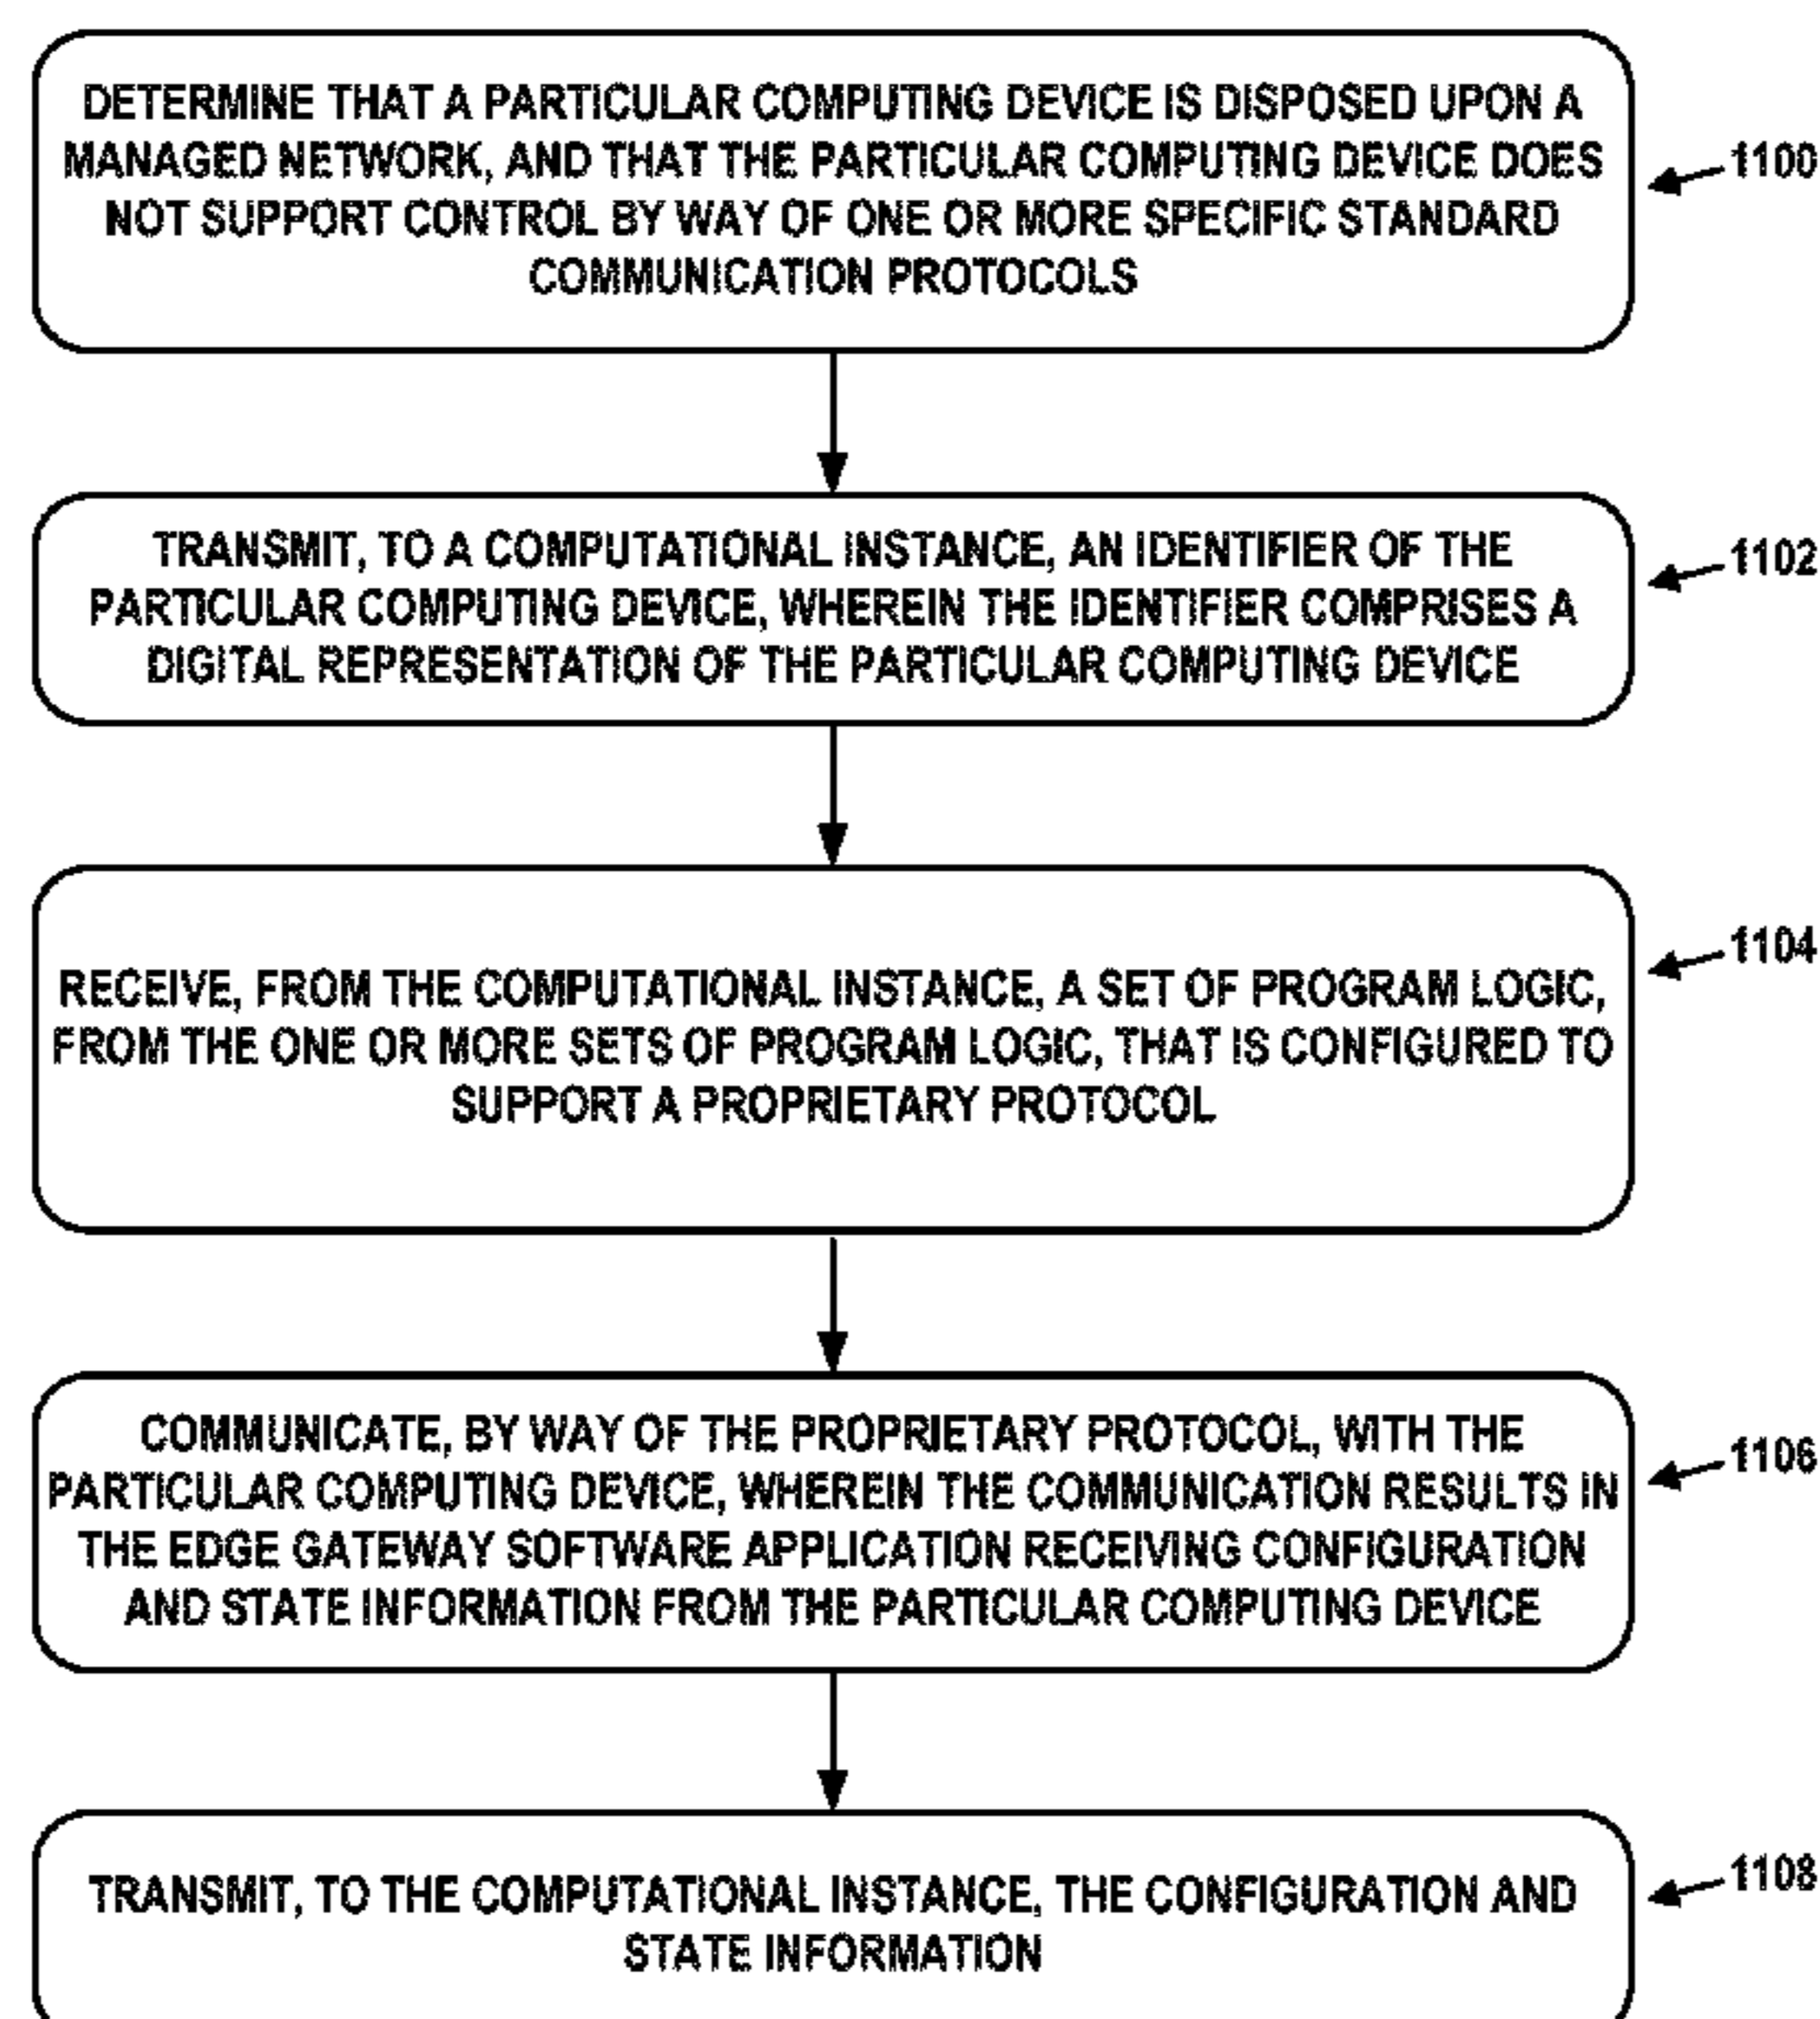 DETERMINE THAT A PARTICULAR COMPUTING DEVICE IS DISPOSED UPON A
MANAGED NETWORK, AND THAT THE PARTICULAR COMPUTING DEVICE DOES
NOT SUPPORT CONTROL BY WAY OF ONE OR MORE SPECIFIC STANDARD
COMMUNICATION PROTOCOLS
1100
TRANSMIT, TO A COMPUTATIONAL INSTANCE, AN IDENTIFIER OF THE
PARTICULAR COMPUTING DEVICE, WHEREIN THE IDENTIFIER COMPRISES A
DIGITAL REPRESENTATION OF THE PARTICULAR COMPUTING DEVICE
1102
RECEIVE, FROM THE COMPUTATIONAL INSTANCE, A SET OF PROGRAM LOGIC,
FROM THE ONE OR MORE SETS OF PROGRAM LOGIC, THAT IS CONFIGURED TO
SUPPORT A PROPRIETARY PROTOCOL
1104
COMMUNICATE, BY WAY OF THE PROPRIETARY PROTOCOL, WITH THE
PARTICULAR COMPUTING DEVICE, WHEREIN THE COMMUNICATION RESULTS IN
THE EDGE GATEWAY SOFTWARE APPLICATION RECEIVING CONFIGURATION
AND STATE INFORMATION FROM THE PARTICULAR COMPUTING DEVICE
1106
TRANSMIT, TO THE COMPUTATIONAL INSTANCE, THE CONFIGURATION AND
STATE INFORMATION
1108